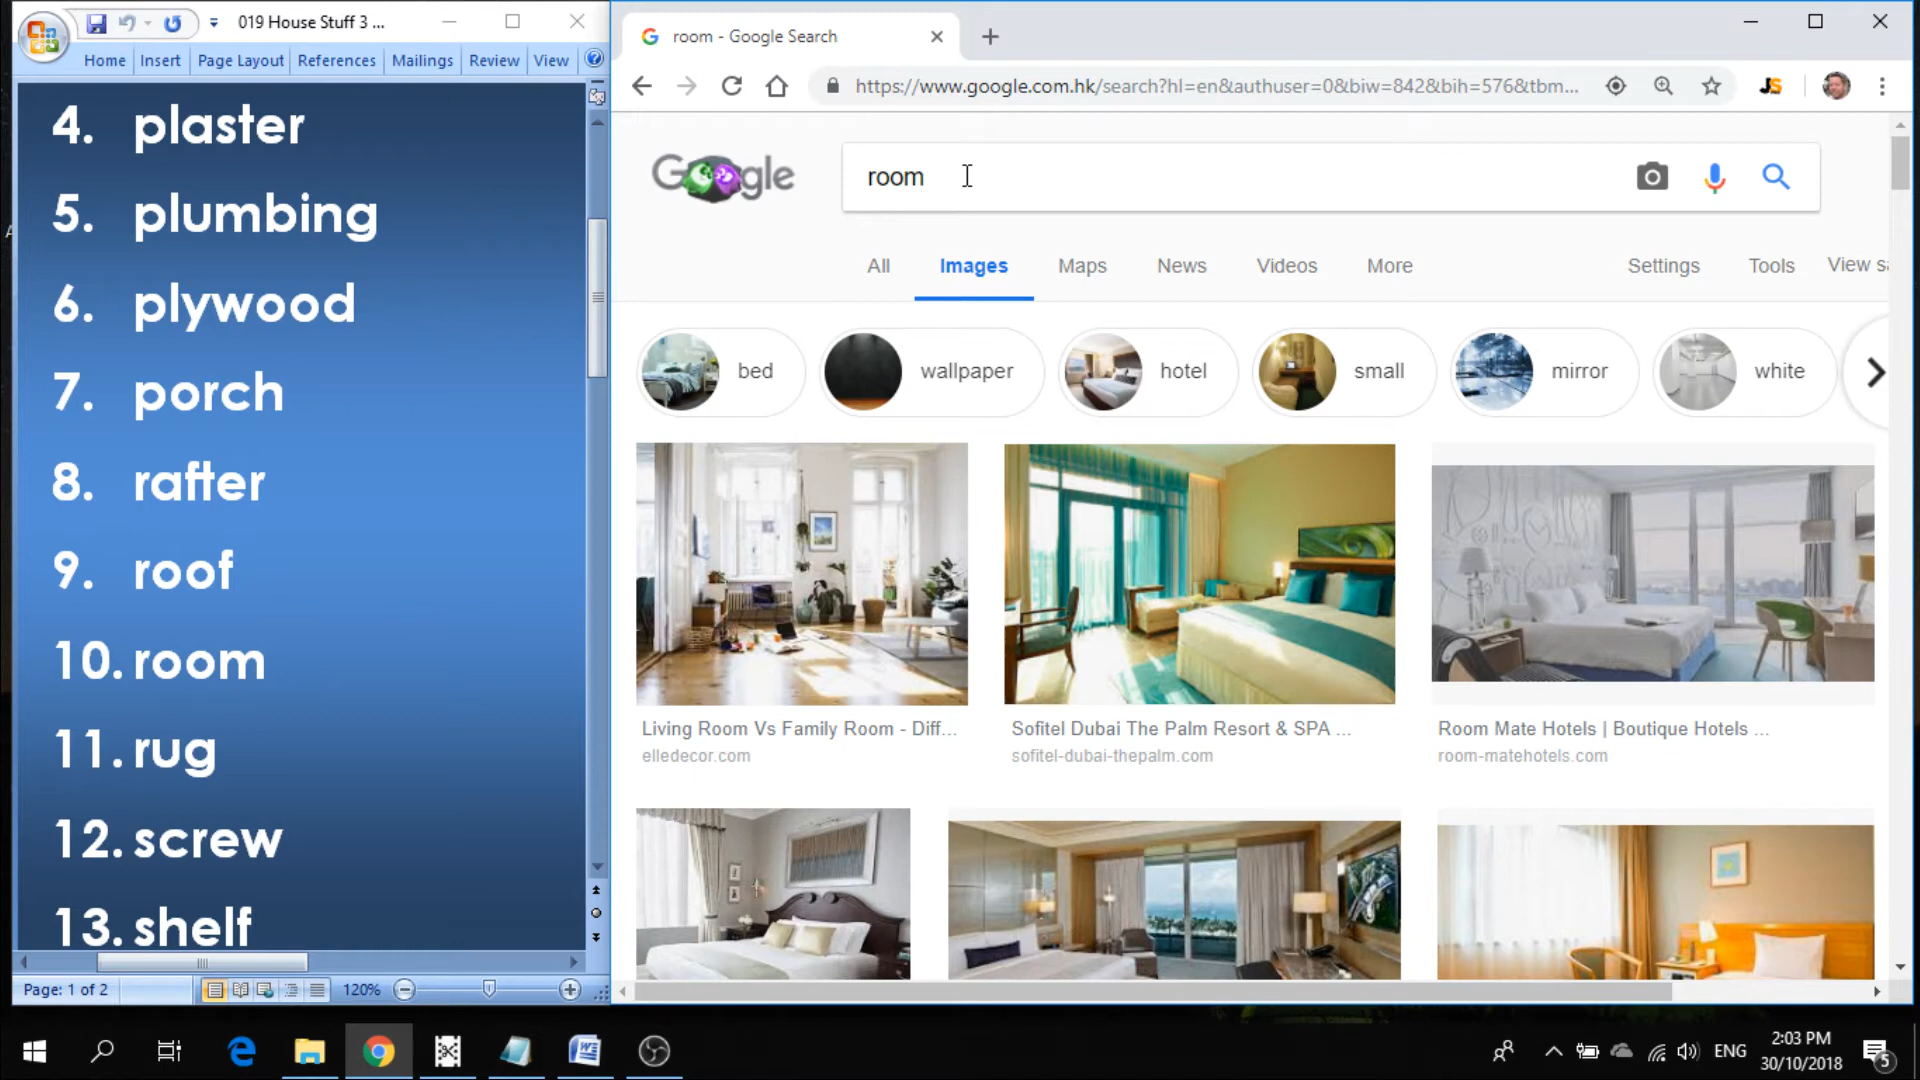 019 House Stuff 3 ...
Home Insert Page Layout References Mailings Review View
4. plaster
5. plumbing
6. plywood
7. porch
8. rafter
9. roof
10. room
11. rug
12. screw
13. shelf
Page: 1 of 2
120%
room - Google Search
https://www.google.com.hk/search?hl=en&authuser=0&biw=842&bih=576&tbm...
JS
Google
room
All Images Maps News Videos More Settings Tools View sa
bed wallpaper hotel small mirror white
Living Room Vs Family Room - Diff...
elledecor.com
Sofitel Dubai The Palm Resort & SPA ...
sofitel-dubai-thepalm.com
Room Mate Hotels | Boutique Hotels ...
room-matehotels.com
ENG
2:03 PM
30/10/2018
5